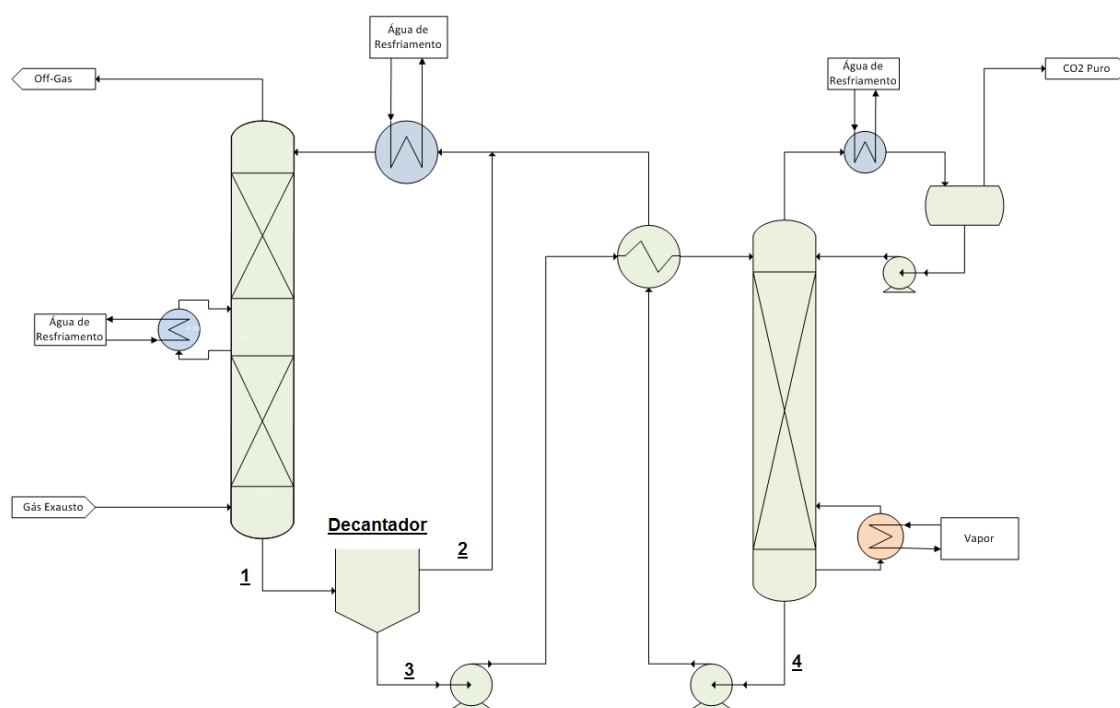 Água de
Resfriamento
Off-Gas
Água de
Resfriamento
CO2 Puro
Água de
Resfriamento
Gás Exausto
Decantador
2
1
Vapor
3
4